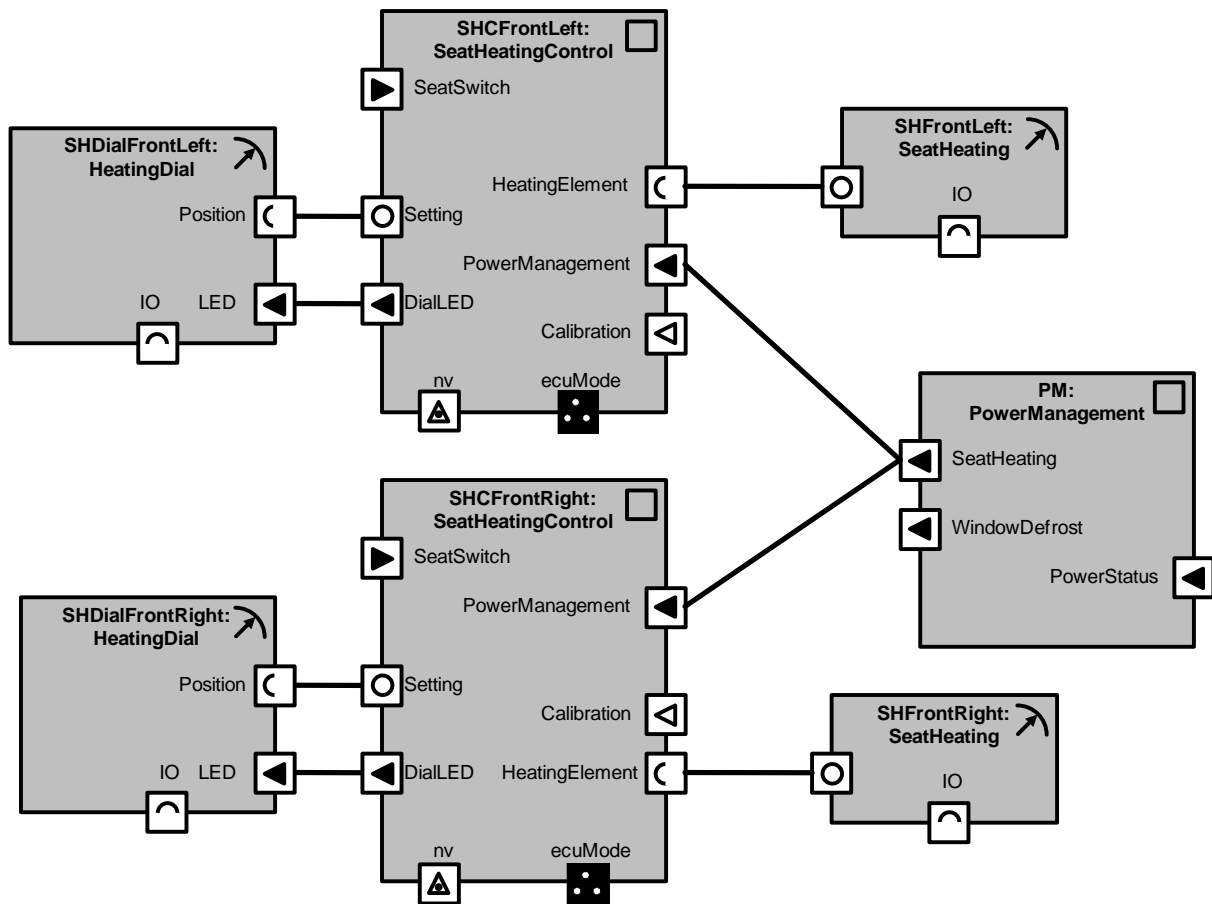 SHCFrontLeft:
SeatHeatingControl
SeatSwitch
HeatingElement
Setting
PowerManagement
DialLED
Calibration
nv
ecuMode
SHDialFrontLeft:
HeatingDial
Position
IO
LED
SHFrontLeft:
SeatHeating
IO
PM:
PowerManagement
SeatHeating
WindowDefrost
PowerStatus
SHCFrontRight:
SeatHeatingControl
SeatSwitch
PowerManagement
Setting
Calibration
DialLED
HeatingElement
nv
ecuMode
SHDialFrontRight:
HeatingDial
Position
IO
LED
SHFrontRight:
SeatHeating
IO